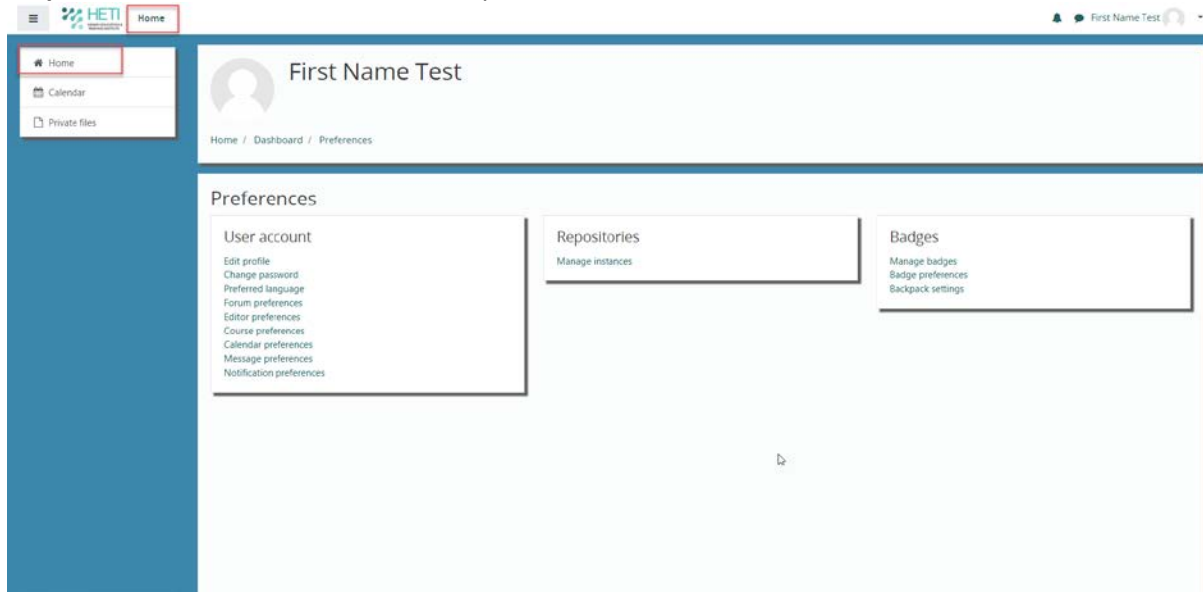 HETI
Home
First Name Test
Home
Calendar
Private files
First Name Test
Home / Dashboard / Preferences
Preferences
User account
Edit profile
Change password
Preferred language
Forum preferences
Editor preferences
Course preferences
Calendar preferences
Message preferences
Notification preferences
Repositories
Manage instances
Badges
Manage badges
Badge preferences
Backpack settings